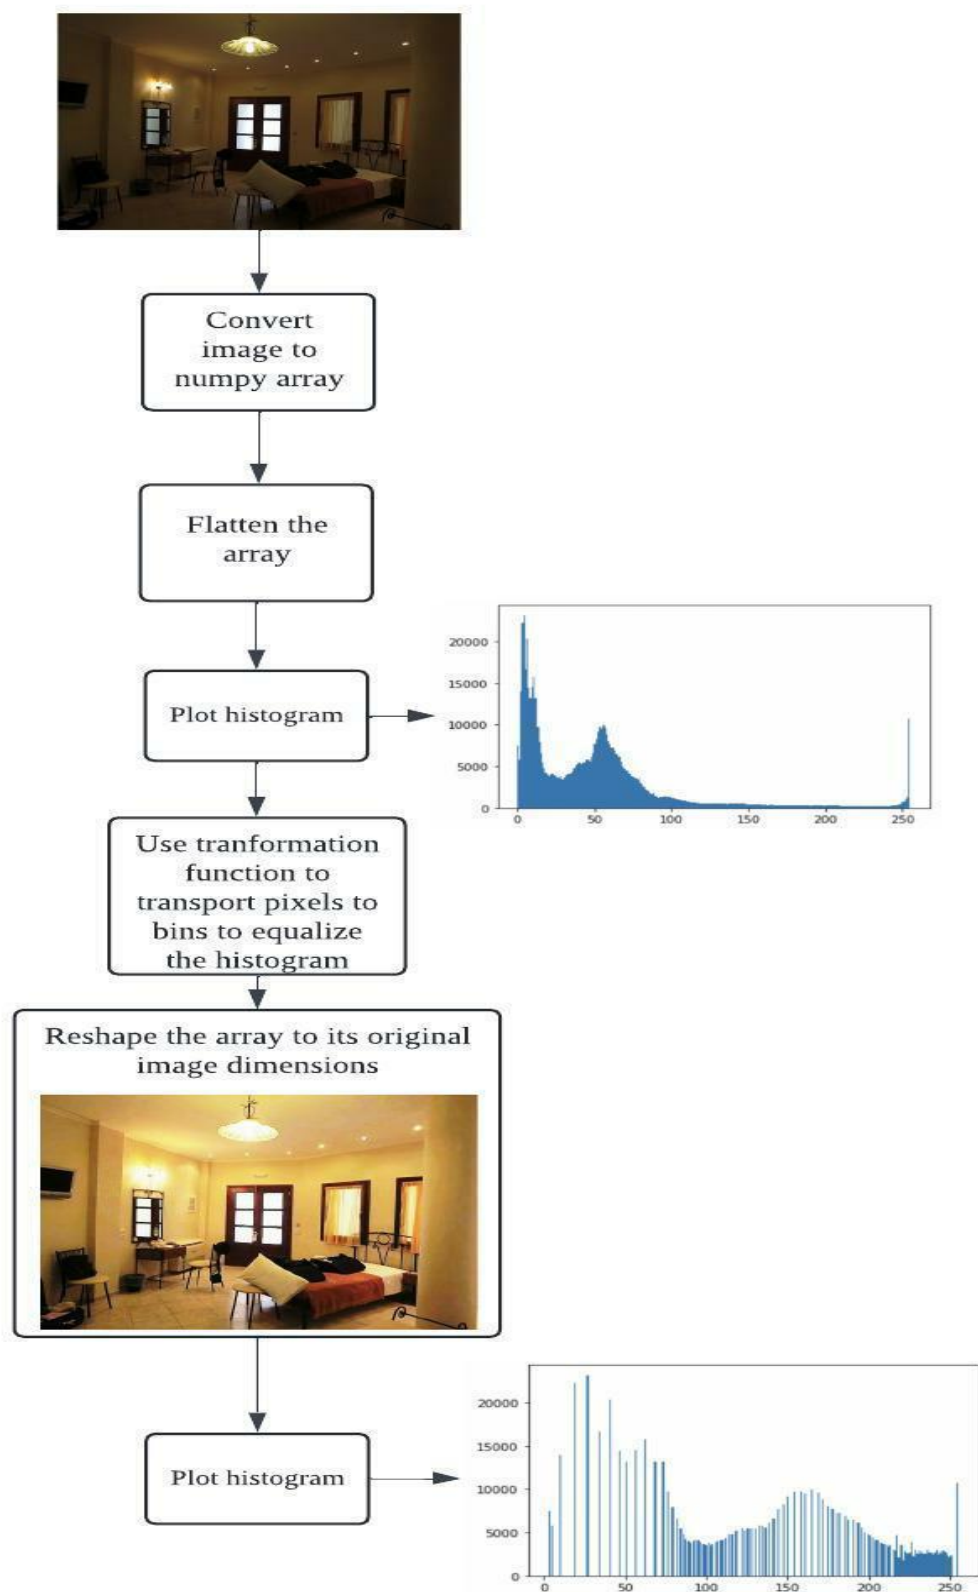 Convert
image to
numpy array
Flatten the
array
Plot histogram
20000
15000
10000
5000
0
0 50 100 150 200 250
Use tranformation
function to
transport pixels to
bins to equalize
the histogram
Reshape the array to its original
image dimensions
Plot histogram
20000
15000
10000
5000
0
0 50 100 150 200 250